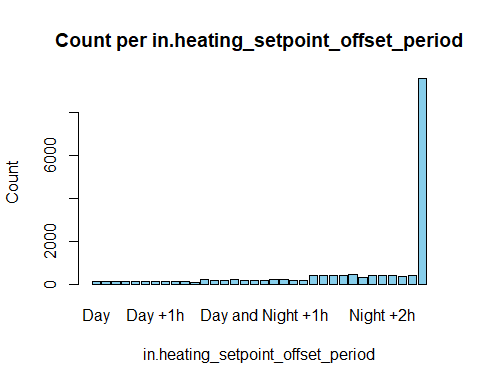 Count per in.heating_setpoint_offset_period
Count
6000
2000
0
Day Day +1h Day and Night +1h Night +2h
in.heating_setpoint_offset_period